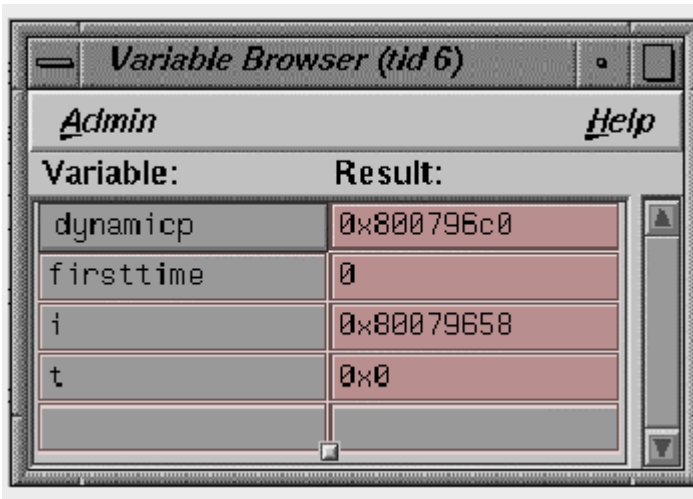 Variable Browser (tid 6)
Admin Help
Variable: Result:
dynamicp 0x800796c0
firsttime 0
i 0x80079658
t 0x0